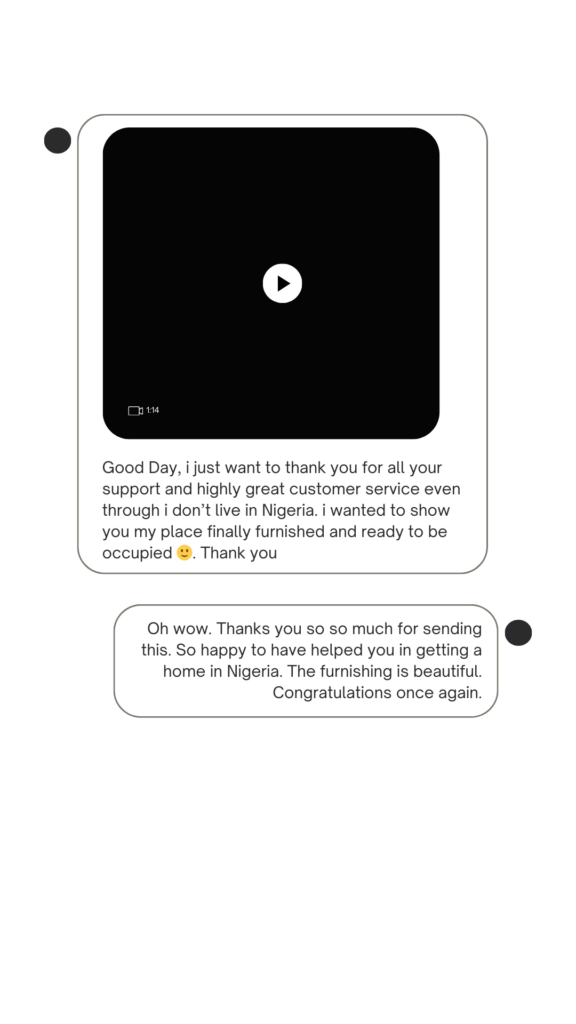 1:14
Good Day, i just want to thank you for all your
support and highly great customer service even
through i don’t live in Nigeria. i wanted to show
you my place finally furnished and ready to be
occupied 🙂. Thank you
Oh wow. Thanks you so so much for sending
this. So happy to have helped you in getting a
home in Nigeria. The furnishing is beautiful.
Congratulations once again.